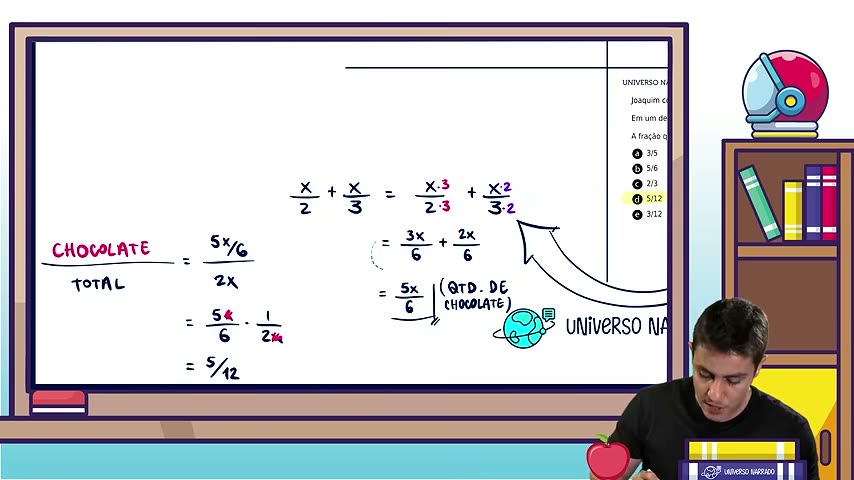 UNIVERSO NA
Joaquim c
Em um de
A fração q
a 3/5
b 5/6
c 2/3
d 5/12
e 3/12
x/2 + x/3 = x·3/2·3 + x·2/3·2
= 3x/6 + 2x/6
= 5x/6 (QTD. DE CHOCOLATE)
CHOCOLATE/TOTAL = 5x/6/2x
= 5x/6 · 1/2x
= 5/12
UNIVERSO NA
UNIVERSO NARRADO